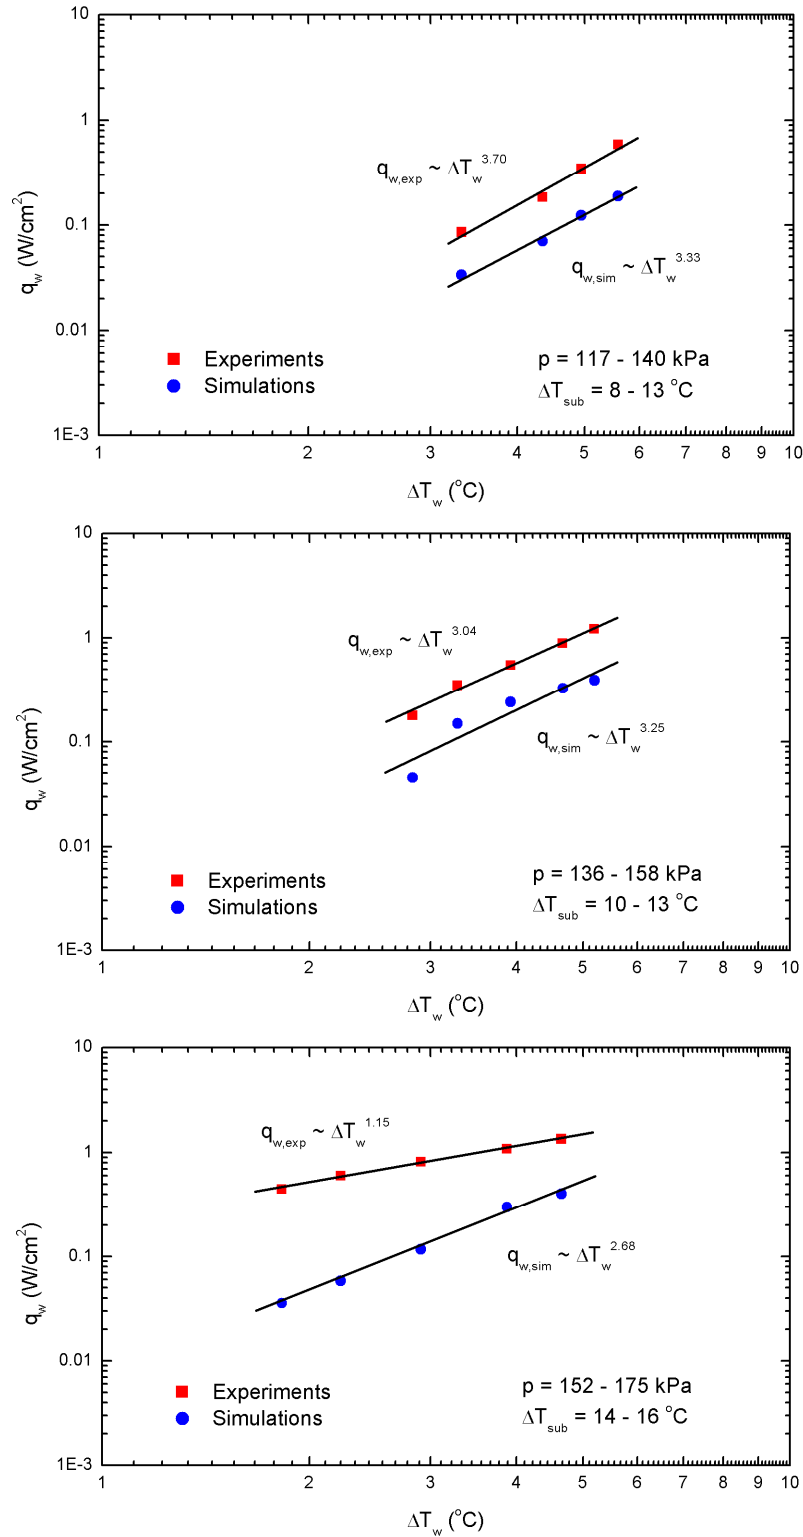 10
1
0.1
0.01
1E-3
q_w (W/cm²)
q_w,exp ~ ΔT_w^3.70
q_w,sim ~ ΔT_w^3.33
Experiments
Simulations
p = 117 - 140 kPa
ΔT_sub = 8 - 13 °C
1 2 3 4 5 6 7 8 9 10
ΔT_w (°C)
10
1
0.1
0.01
1E-3
q_w (W/cm²)
q_w,exp ~ ΔT_w^3.04
q_w,sim ~ ΔT_w^3.25
Experiments
Simulations
p = 136 - 158 kPa
ΔT_sub = 10 - 13 °C
1 2 3 4 5 6 7 8 9 10
ΔT_w (°C)
10
1
0.1
0.01
1E-3
q_w (W/cm²)
q_w,exp ~ ΔT_w^1.15
q_w,sim ~ ΔT_w^2.68
Experiments
Simulations
p = 152 - 175 kPa
ΔT_sub = 14 - 16 °C
1 2 3 4 5 6 7 8 9 10
ΔT_w (°C)